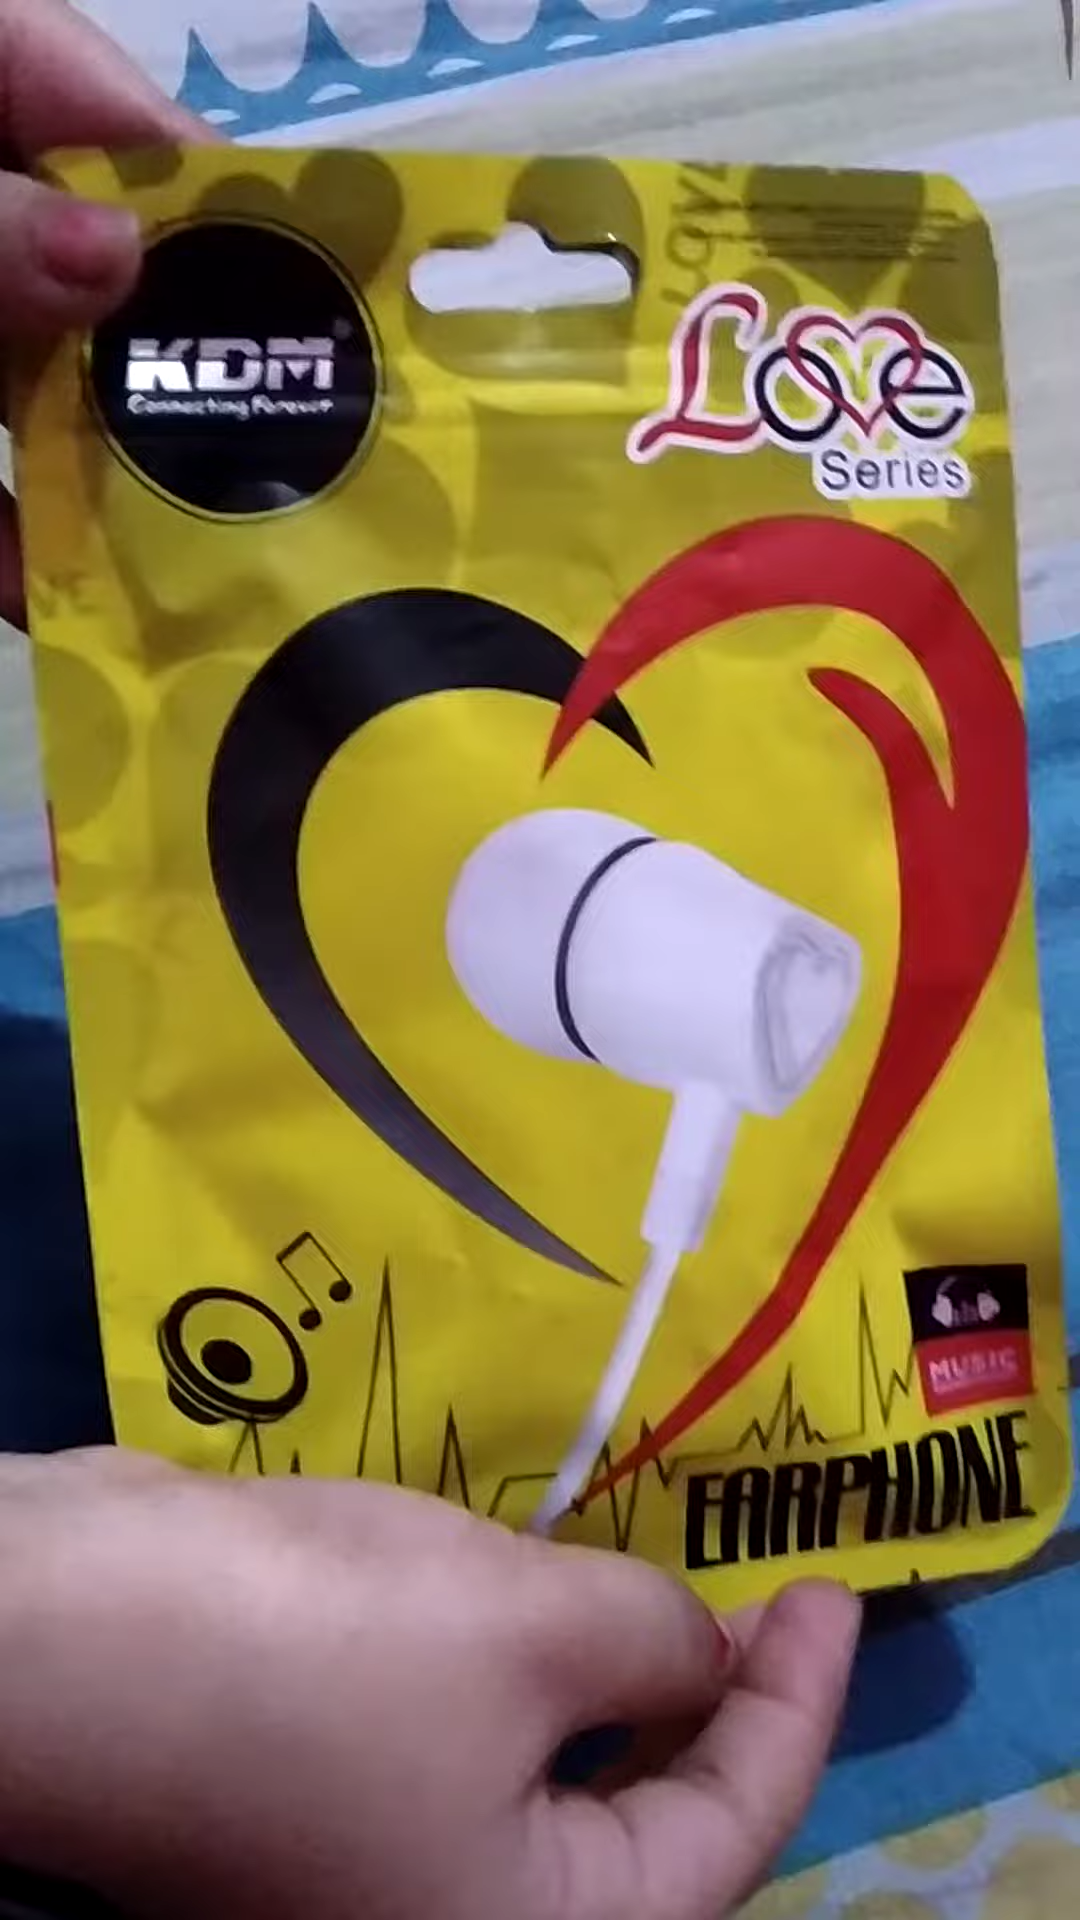 KDM
Connecting Forever
Love
Series
MUSIC
EARPHONE